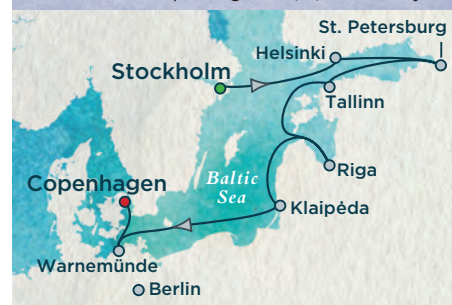 St. Petersburg
Helsinki
Stockholm
Tallinn
Riga
Baltic
Sea
Copenhagen
Klaipėda
Warnemünde
Berlin